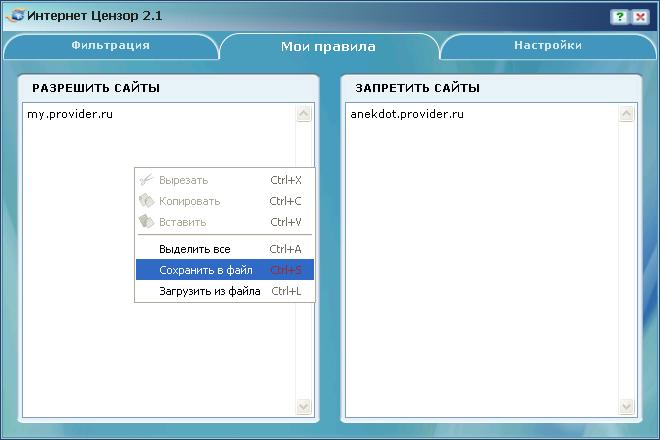 Интернет Цензор 2.1
Фильтрация
Мои правила
Настройки
РАЗРЕШИТЬ САЙТЫ
my.provider.ru
Вырезать Ctrl+X
Копировать Ctrl+C
Вставить Ctrl+V
Выделить все Ctrl+A
Сохранить в файл Ctrl+S
Загрузить из файла Ctrl+L
ЗАПРЕТИТЬ САЙТЫ
anekdot.provider.ru